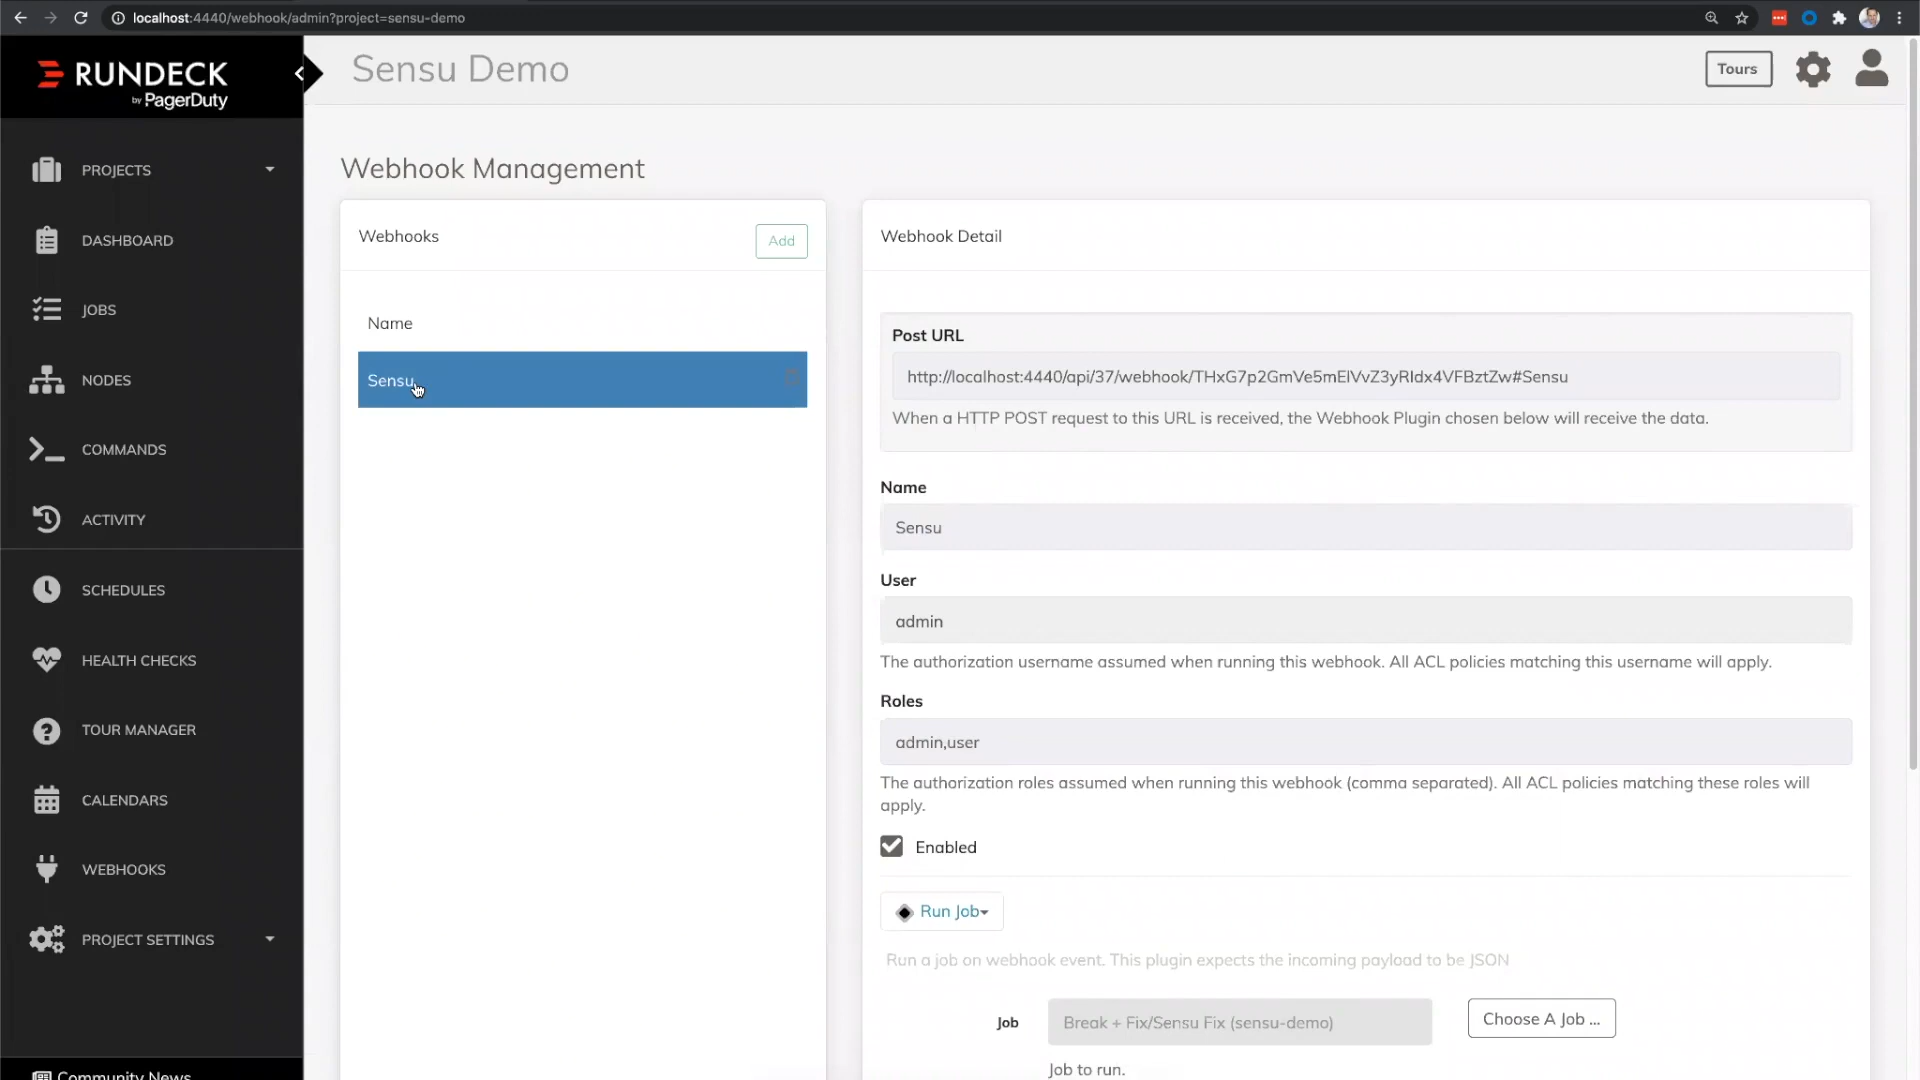 localhost:4440/webhook/admin?project=sensu-demo
RUNDECK
by PagerDuty
Sensu Demo
Tours
PROJECTS
DASHBOARD
JOBS
NODES
COMMANDS
ACTIVITY
SCHEDULES
HEALTH CHECKS
TOUR MANAGER
CALENDARS
WEBHOOKS
PROJECT SETTINGS
Community News
Webhook Management
Webhooks
Add
Name
Sensu
Webhook Detail
Post URL
http://localhost:4440/api/37/webhook/THxG7p2GmVe5mElVvZ3yRldx4VFBztZw#Sensu
When a HTTP POST request to this URL is received, the Webhook Plugin chosen below will receive the data.
Name
Sensu
User
admin
The authorization username assumed when running this webhook. All ACL policies matching this username will apply.
Roles
admin,user
The authorization roles assumed when running this webhook (comma separated). All ACL policies matching these roles will
apply.
Enabled
Run Job
Run a job on webhook event. This plugin expects the incoming payload to be JSON
Job
Break + Fix/Sensu Fix (sensu-demo)
Choose A Job ...
Job to run.